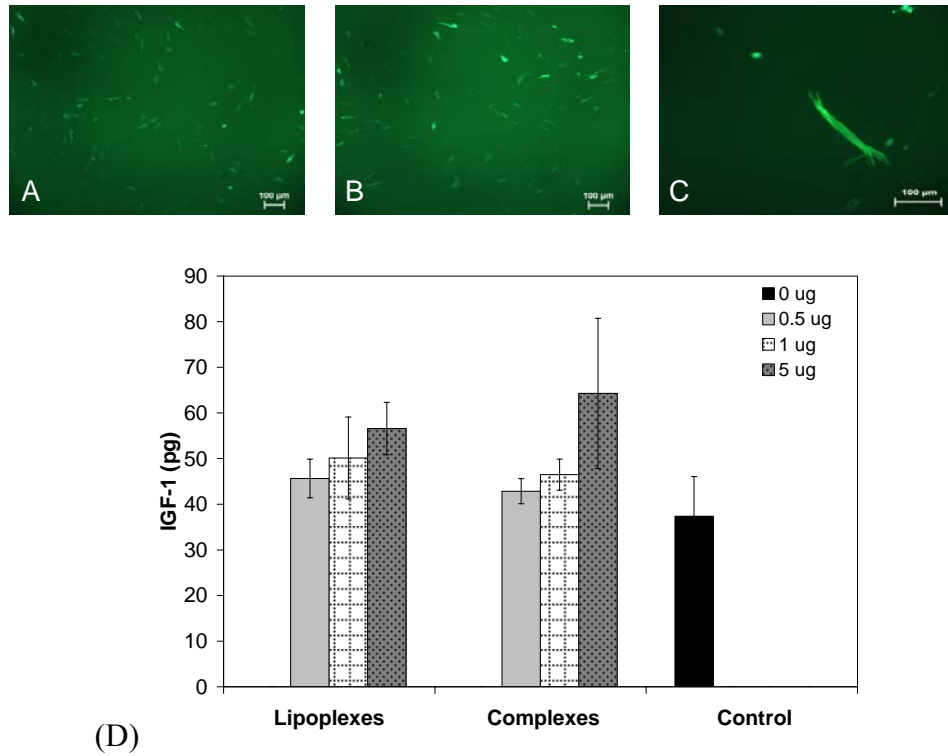 A
100 µm
B
100 µm
C
100 µm
90
80
70
60
50
40
30
20
10
0
IGF-1 (pg)
0 ug
0.5 ug
1 ug
5 ug
Lipoplexes
Complexes
Control
(D)